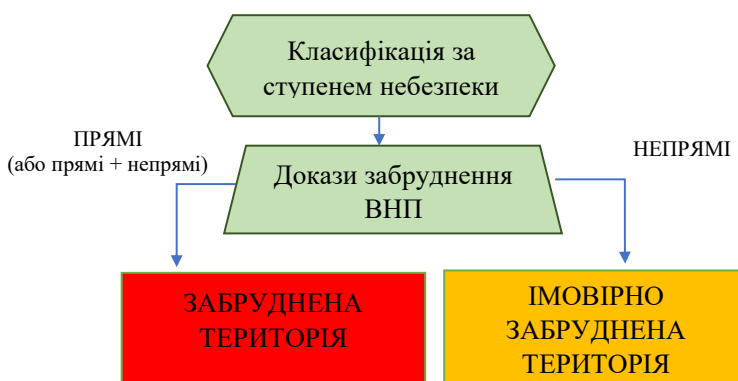 Класифікація за
ступенем небезпеки
ПРЯМІ
(або прямі + непрямі)
НЕПРЯМІ
Докази забруднення
ВНП
ЗАБРУДНЕНА
ТЕРИТОРІЯ
ІМОВІРНО
ЗАБРУДНЕНА
ТЕРИТОРІЯ